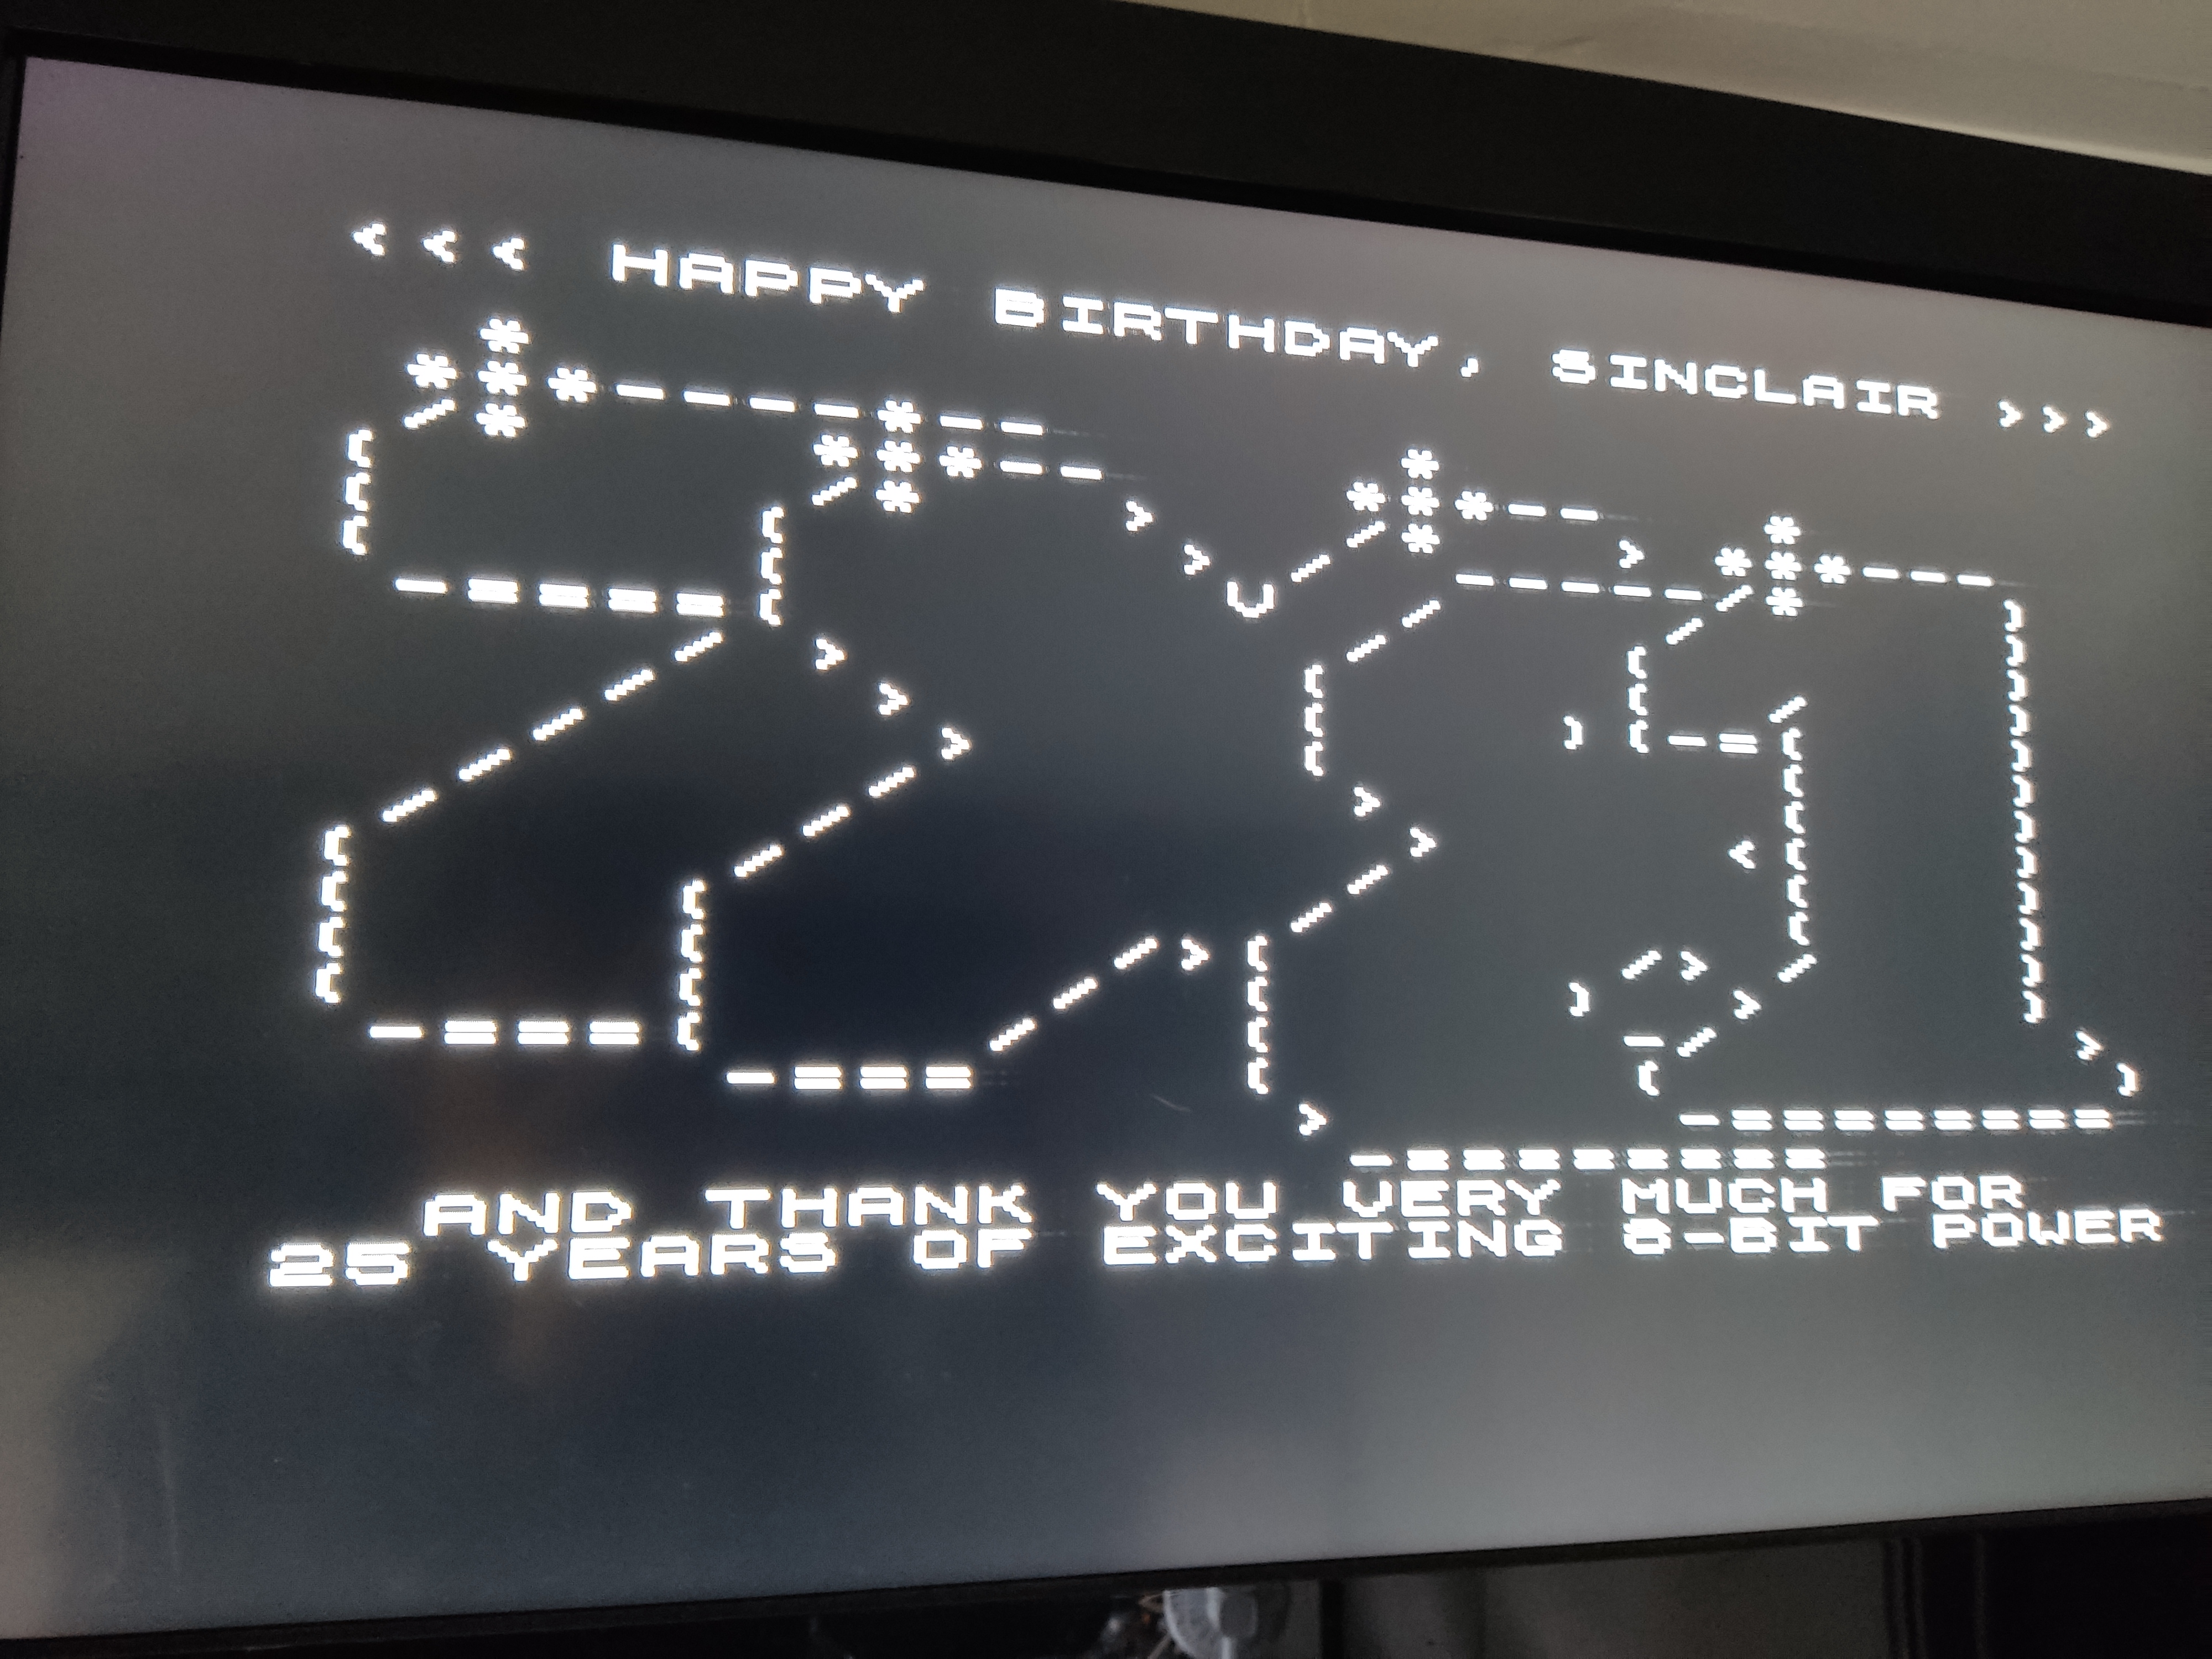 < < < HAPPY BIRTHDAY, SINCLAIR >>>
AND THANK YOU VERY MUCH FOR
25 YEARS OF EXCITING 8-BIT POWER